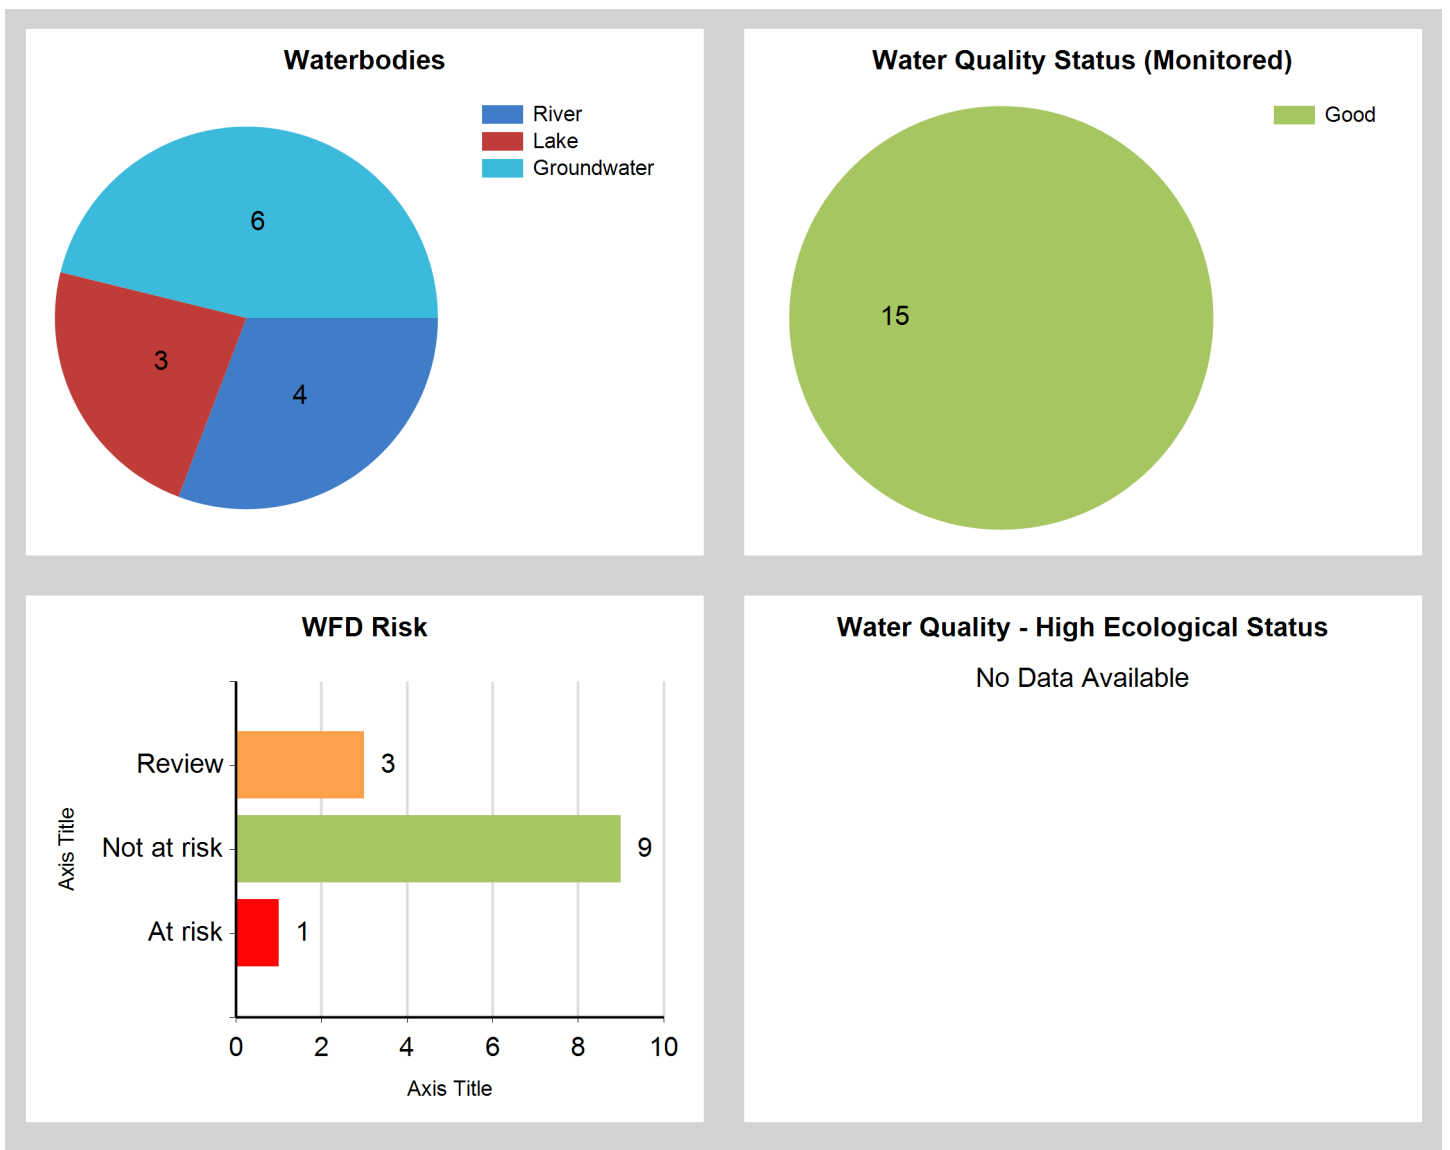 Waterbodies
River
Lake
Groundwater
6
3
4
Water Quality Status (Monitored)
Good
15
WFD Risk
Review
3
Not at risk
9
At risk
1
0 2 4 6 8 10
Axis Title
Axis Title
Water Quality - High Ecological Status
No Data Available